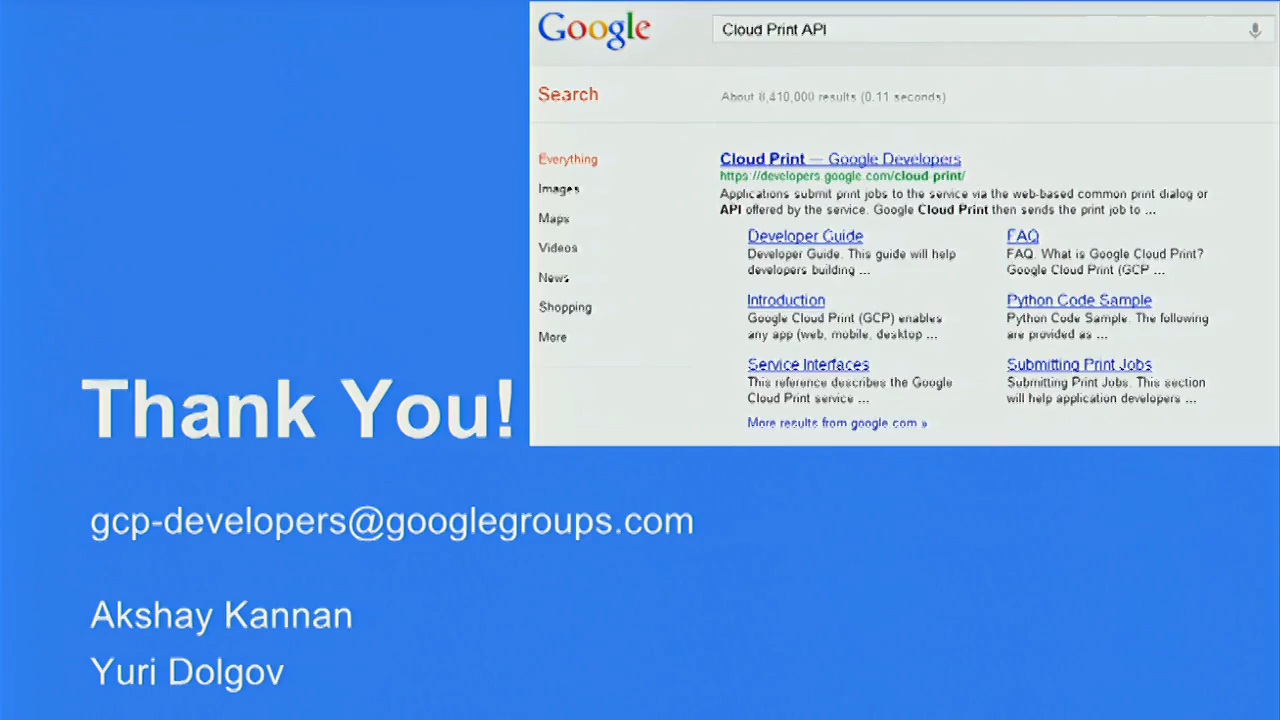 Google
Cloud Print API
Search
About 8,410,000 results (0.11 seconds)
Everything
Images
Maps
Videos
News
Shopping
More
Cloud Print — Google Developers
https://developers.google.com/cloud-print/
Applications submit print jobs to the service via the web-based common print dialog or
API offered by the service. Google Cloud Print then sends the print job to ...
Developer Guide
Developer Guide. This guide will help
developers building ...
FAQ
FAQ. What is Google Cloud Print?
Google Cloud Print (GCP ...
Introduction
Google Cloud Print (GCP) enables
any app (web, mobile, desktop ...
Python Code Sample
Python Code Sample. The following
are provided as ...
Service Interfaces
This reference describes the Google
Cloud Print service ...
Submitting Print Jobs
Submitting Print Jobs. This section
will help application developers ...
More results from google.com »
Thank You!
gcp-developers@googlegroups.com
Akshay Kannan
Yuri Dolgov